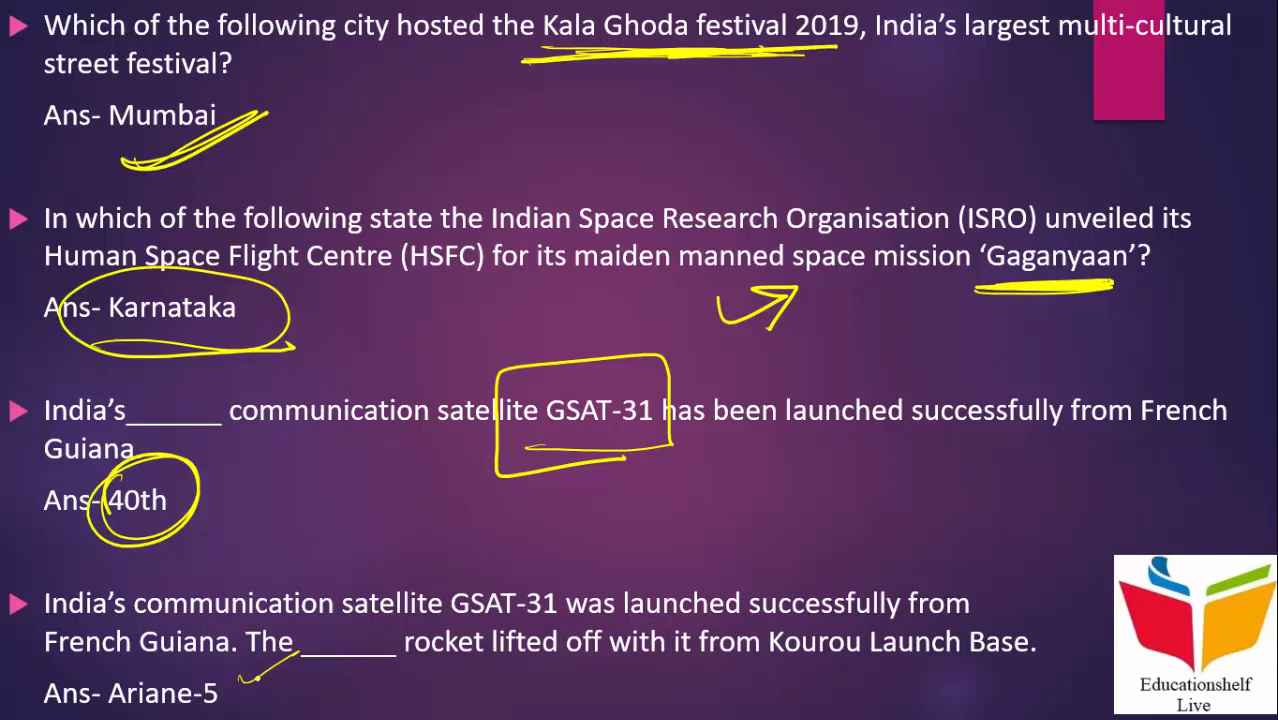 Which of the following city hosted the Kala Ghoda festival 2019, India’s largest multi-cultural
street festival?
Ans- Mumbai
In which of the following state the Indian Space Research Organisation (ISRO) unveiled its
Human Space Flight Centre (HSFC) for its maiden manned space mission ‘Gaganyaan’?
Ans- Karnataka
India’s______ communication satellite GSAT-31 has been launched successfully from French
Guiana
Ans- 40th
India’s communication satellite GSAT-31 was launched successfully from
French Guiana. The ______ rocket lifted off with it from Kourou Launch Base.
Ans- Ariane-5
Educationshelf
Live